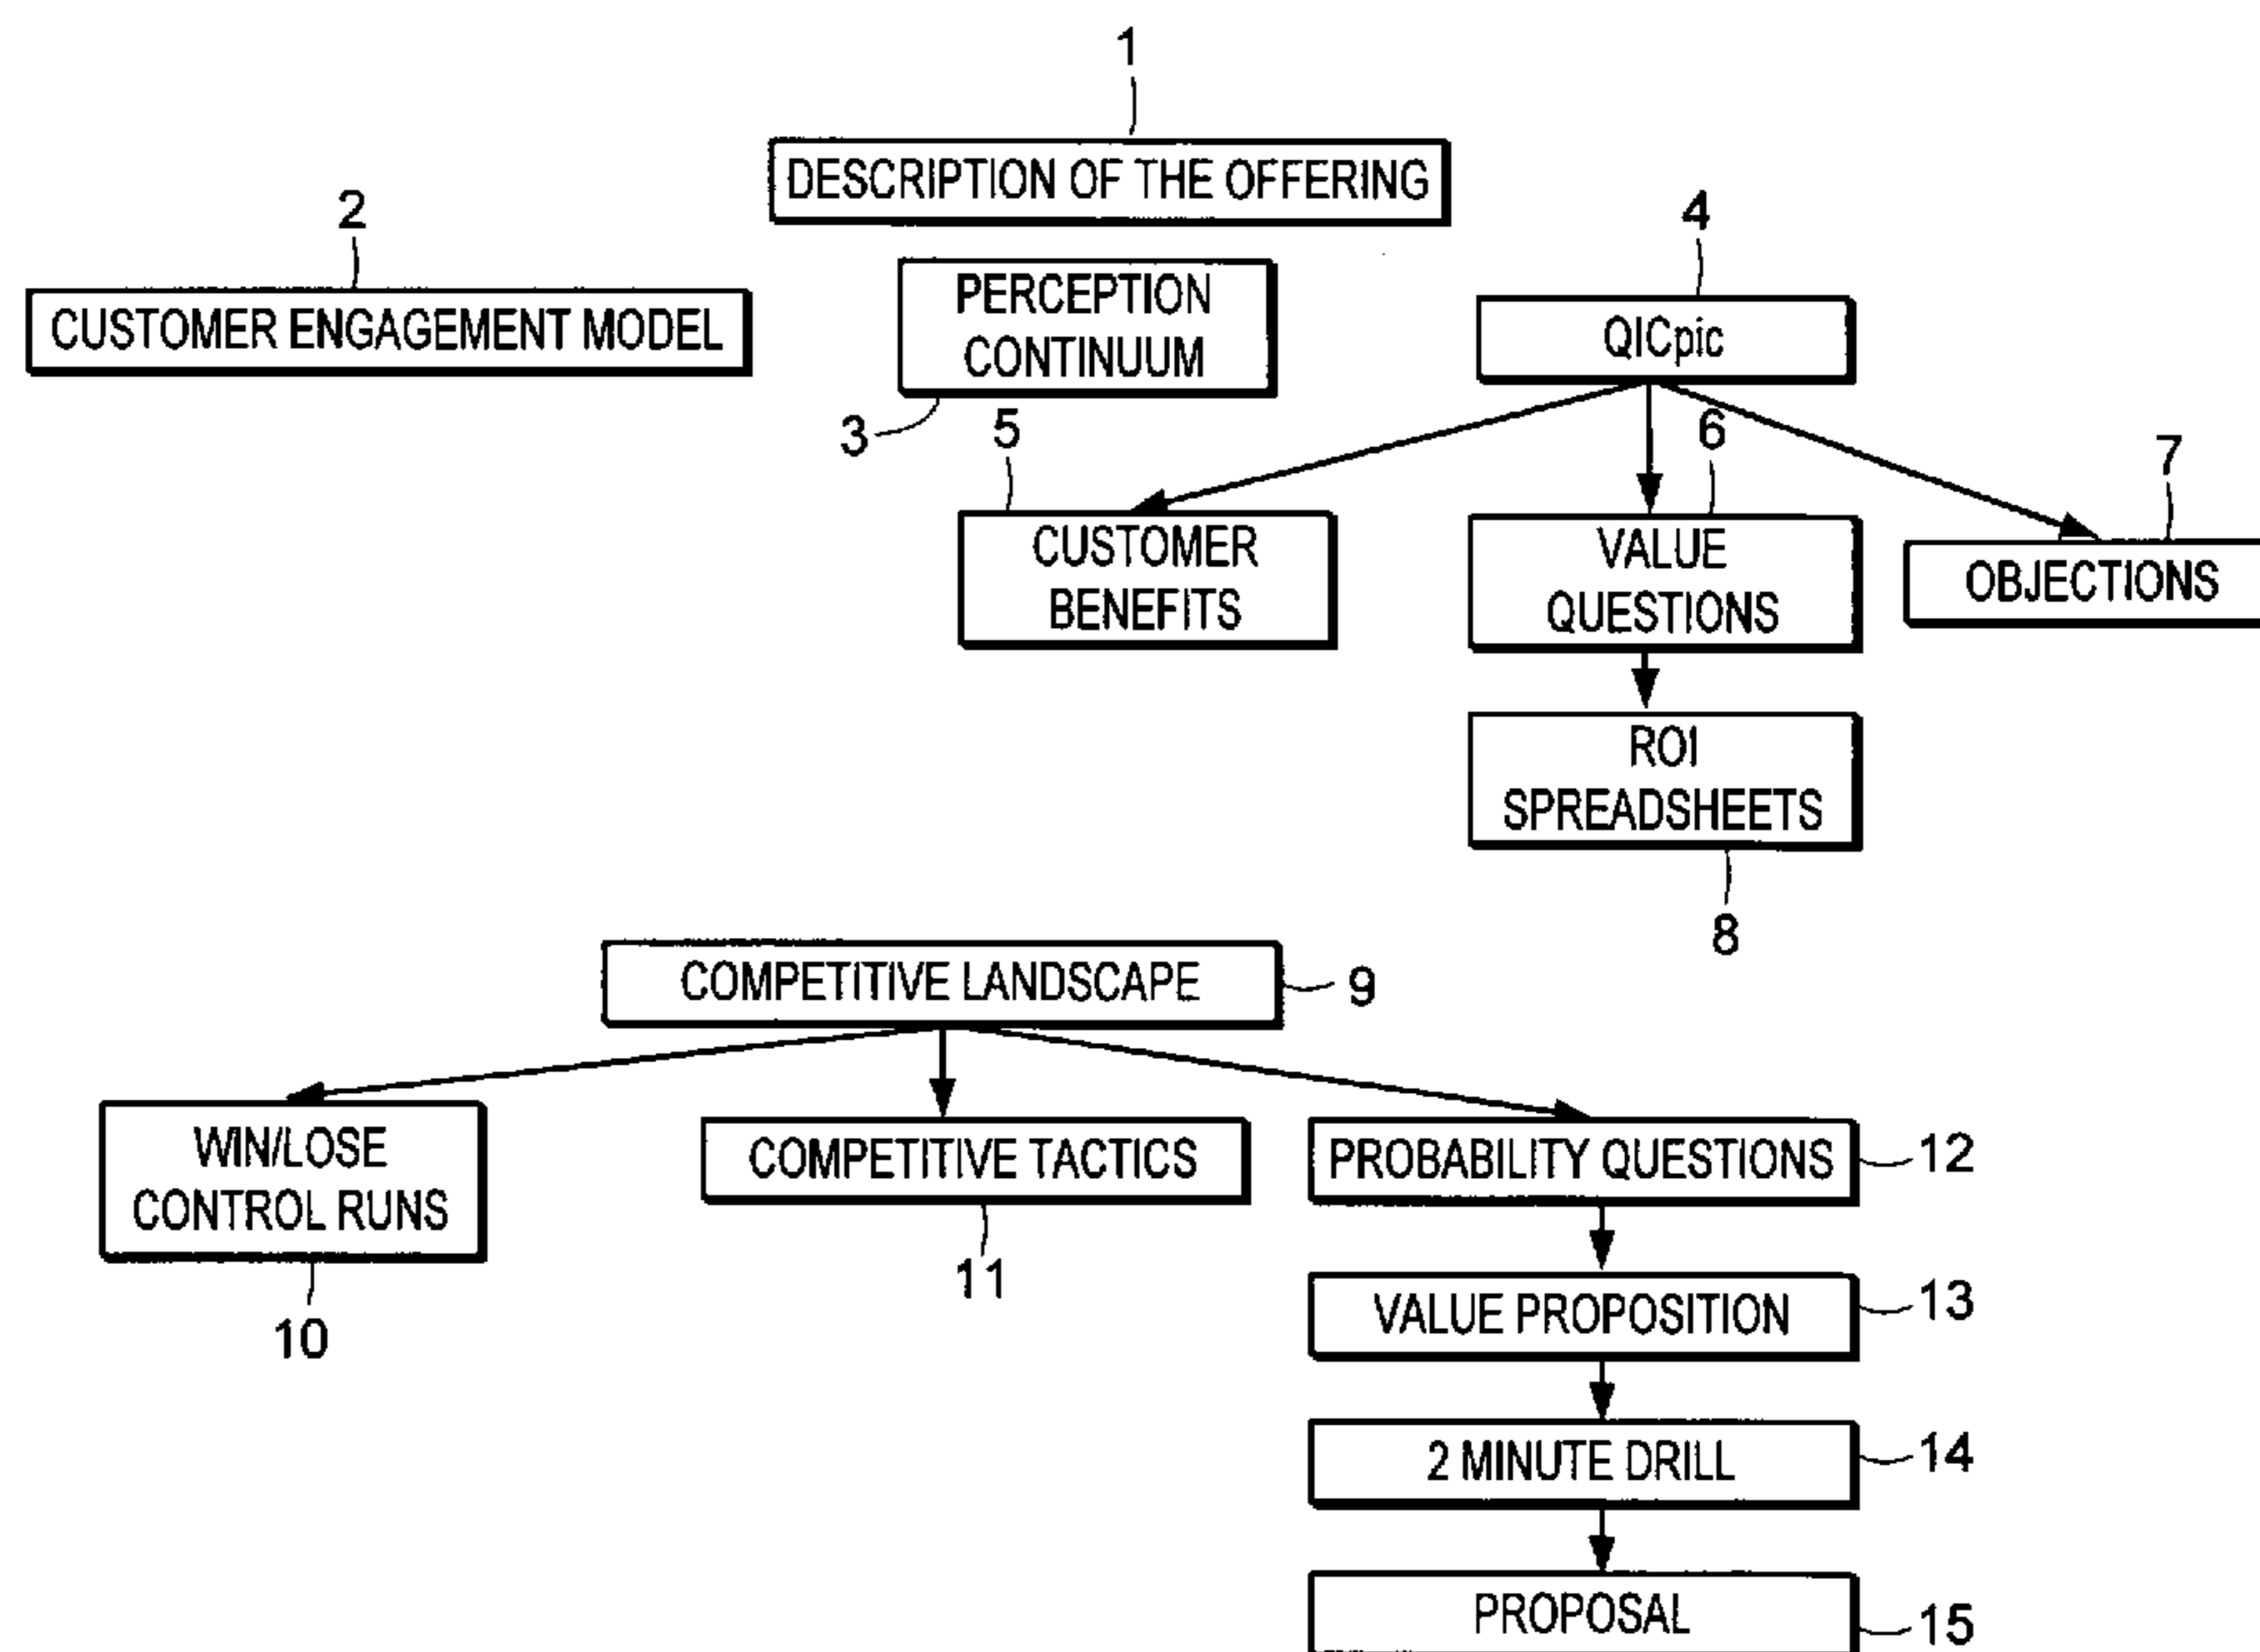 1
DESCRIPTION OF THE OFFERING
2
CUSTOMER ENGAGEMENT MODEL
PERCEPTION
CONTINUUM
3
4
QICpic
5
CUSTOMER
BENEFITS
6
VALUE
QUESTIONS
7
OBJECTIONS
ROI
SPREADSHEETS
8
COMPETITIVE LANDSCAPE
9
WIN/LOSE
CONTROL RUNS
10
COMPETITIVE TACTICS
11
PROBABILITY QUESTIONS
12
VALUE PROPOSITION
13
2 MINUTE DRILL
14
PROPOSAL
15